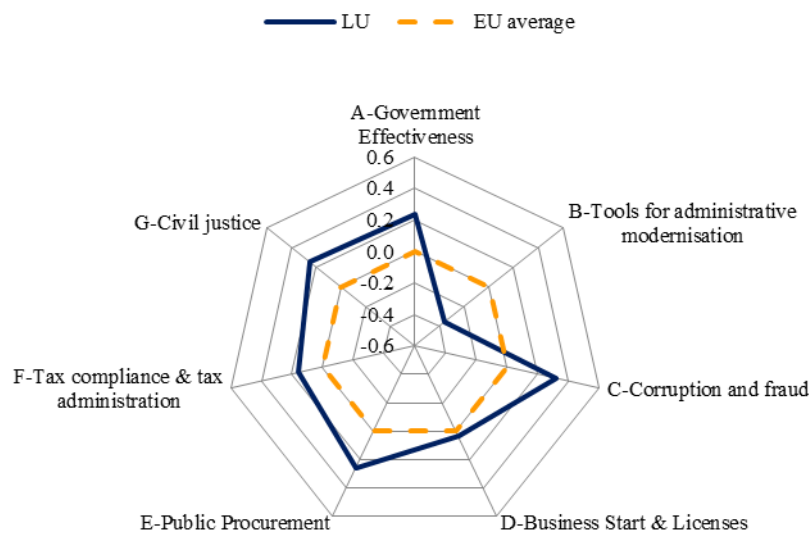 LU
EU average
A-Government
Effectiveness
0.6
0.4
0.2
0.0
-0.2
-0.4
-0.6
B-Tools for administrative
modernisation
C-Corruption and fraud
D-Business Start & Licenses
E-Public Procurement
F-Tax compliance & tax
administration
G-Civil justice